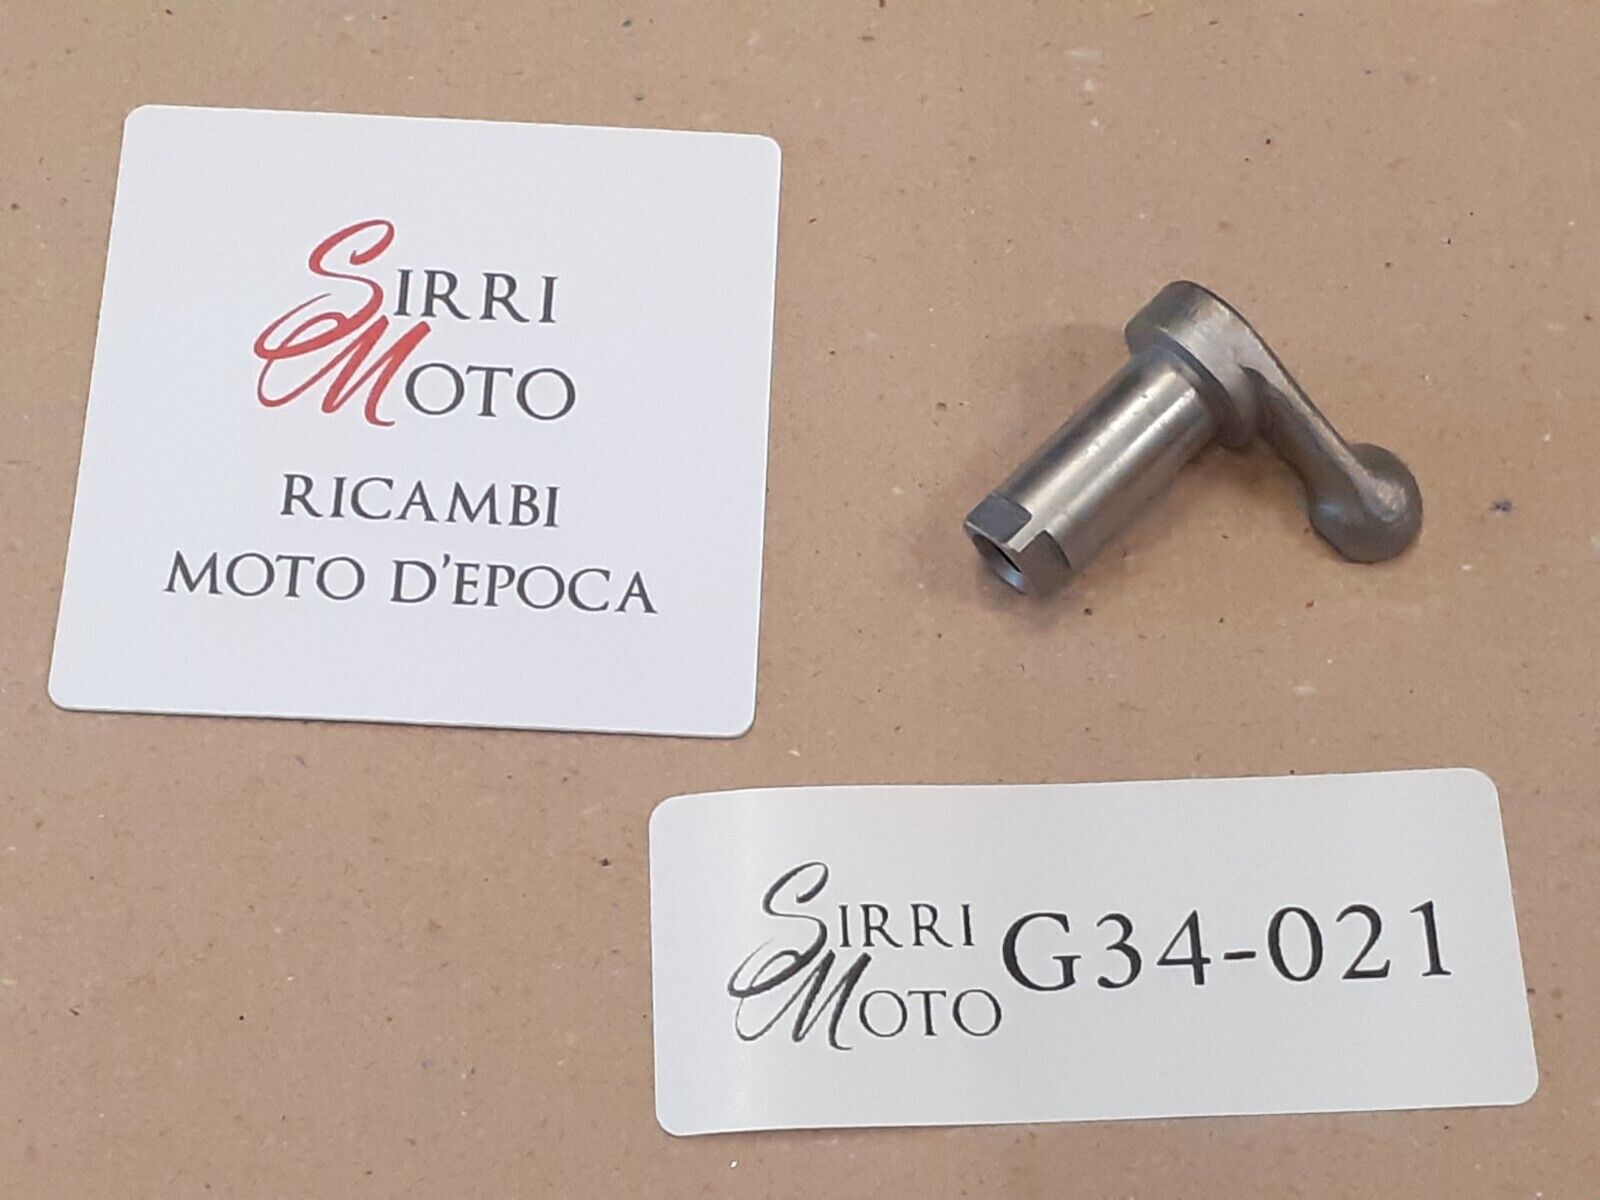 SIRRI
MOTO
RICAMBI
MOTO D'EPOCA
SIRRI
MOTO
G34-021